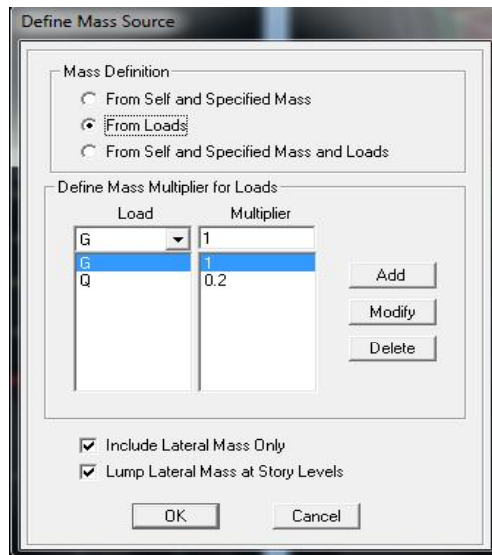 Define Mass Source
Mass Definition
From Self and Specified Mass
From Loads
From Self and Specified Mass and Loads
Define Mass Multiplier for Loads
Load Multiplier
G 1
G 1
Q 0.2
Add
Modify
Delete
Include Lateral Mass Only
Lump Lateral Mass at Story Levels
OK Cancel